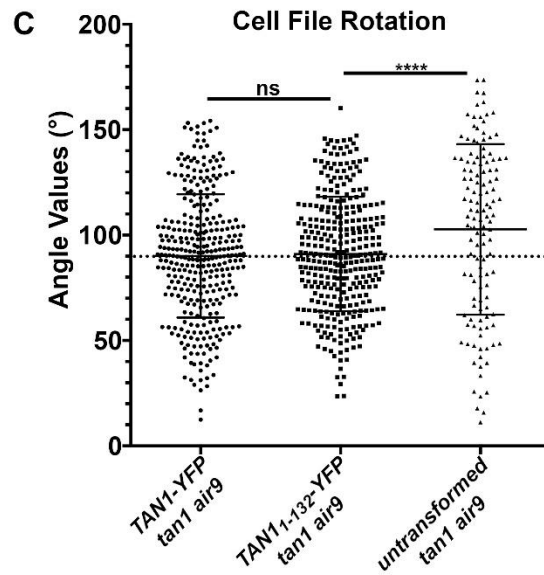 C
Cell File Rotation
ns
****
Angle Values (°)
200
150
100
50
0
TAN1-YFP
tan1 air9
TAN1₁₋₁₃₂-YFP
tan1 air9
untransformed
tan1 air9